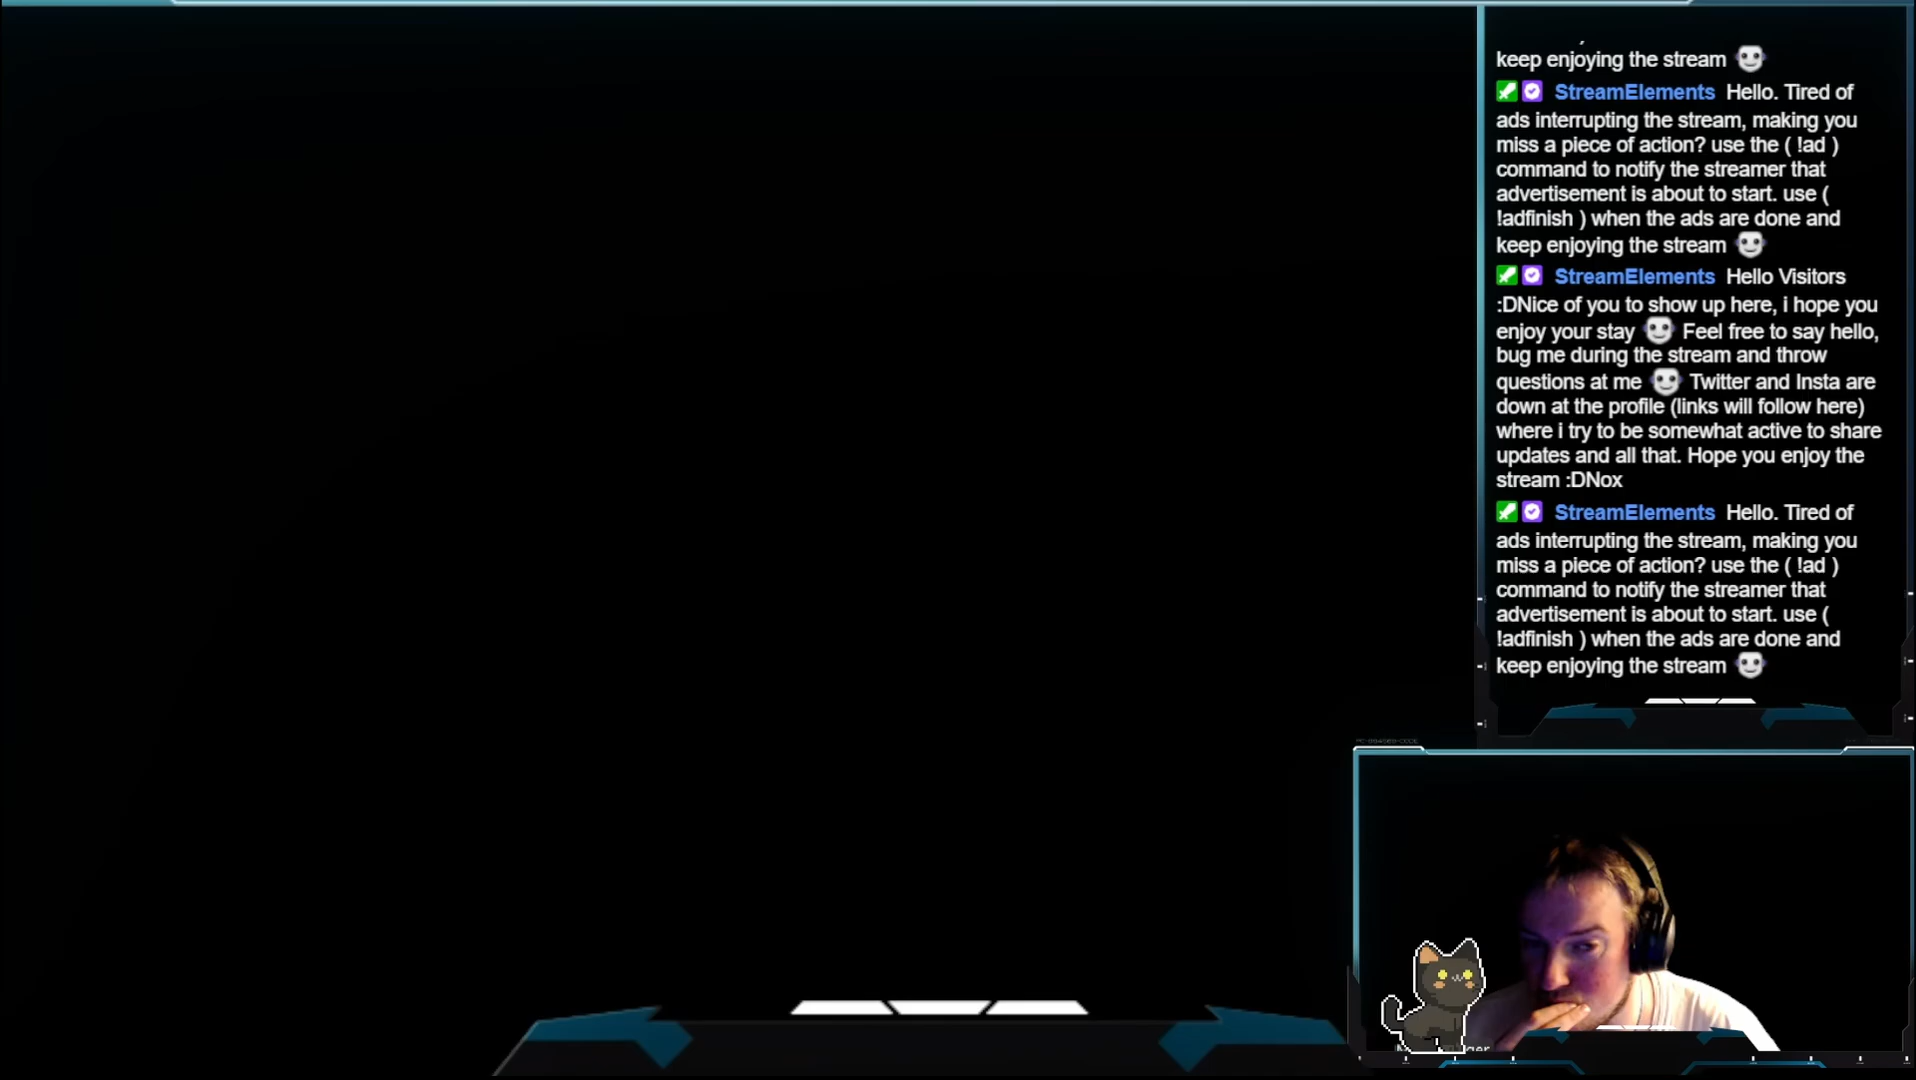 keep enjoying the stream
StreamElements Hello. Tired of
ads interrupting the stream, making you
miss a piece of action? use the ( !ad )
command to notify the streamer that
advertisement is about to start. use (
!adfinish ) when the ads are done and
keep enjoying the stream
StreamElements Hello Visitors
:DNice of you to show up here, i hope you
enjoy your stay Feel free to say hello,
bug me during the stream and throw
questions at me Twitter and Insta are
down at the profile (links will follow here)
where i try to be somewhat active to share
updates and all that. Hope you enjoy the
stream :DNox
StreamElements Hello. Tired of
ads interrupting the stream, making you
miss a piece of action? use the ( !ad )
command to notify the streamer that
advertisement is about to start. use (
!adfinish ) when the ads are done and
keep enjoying the stream